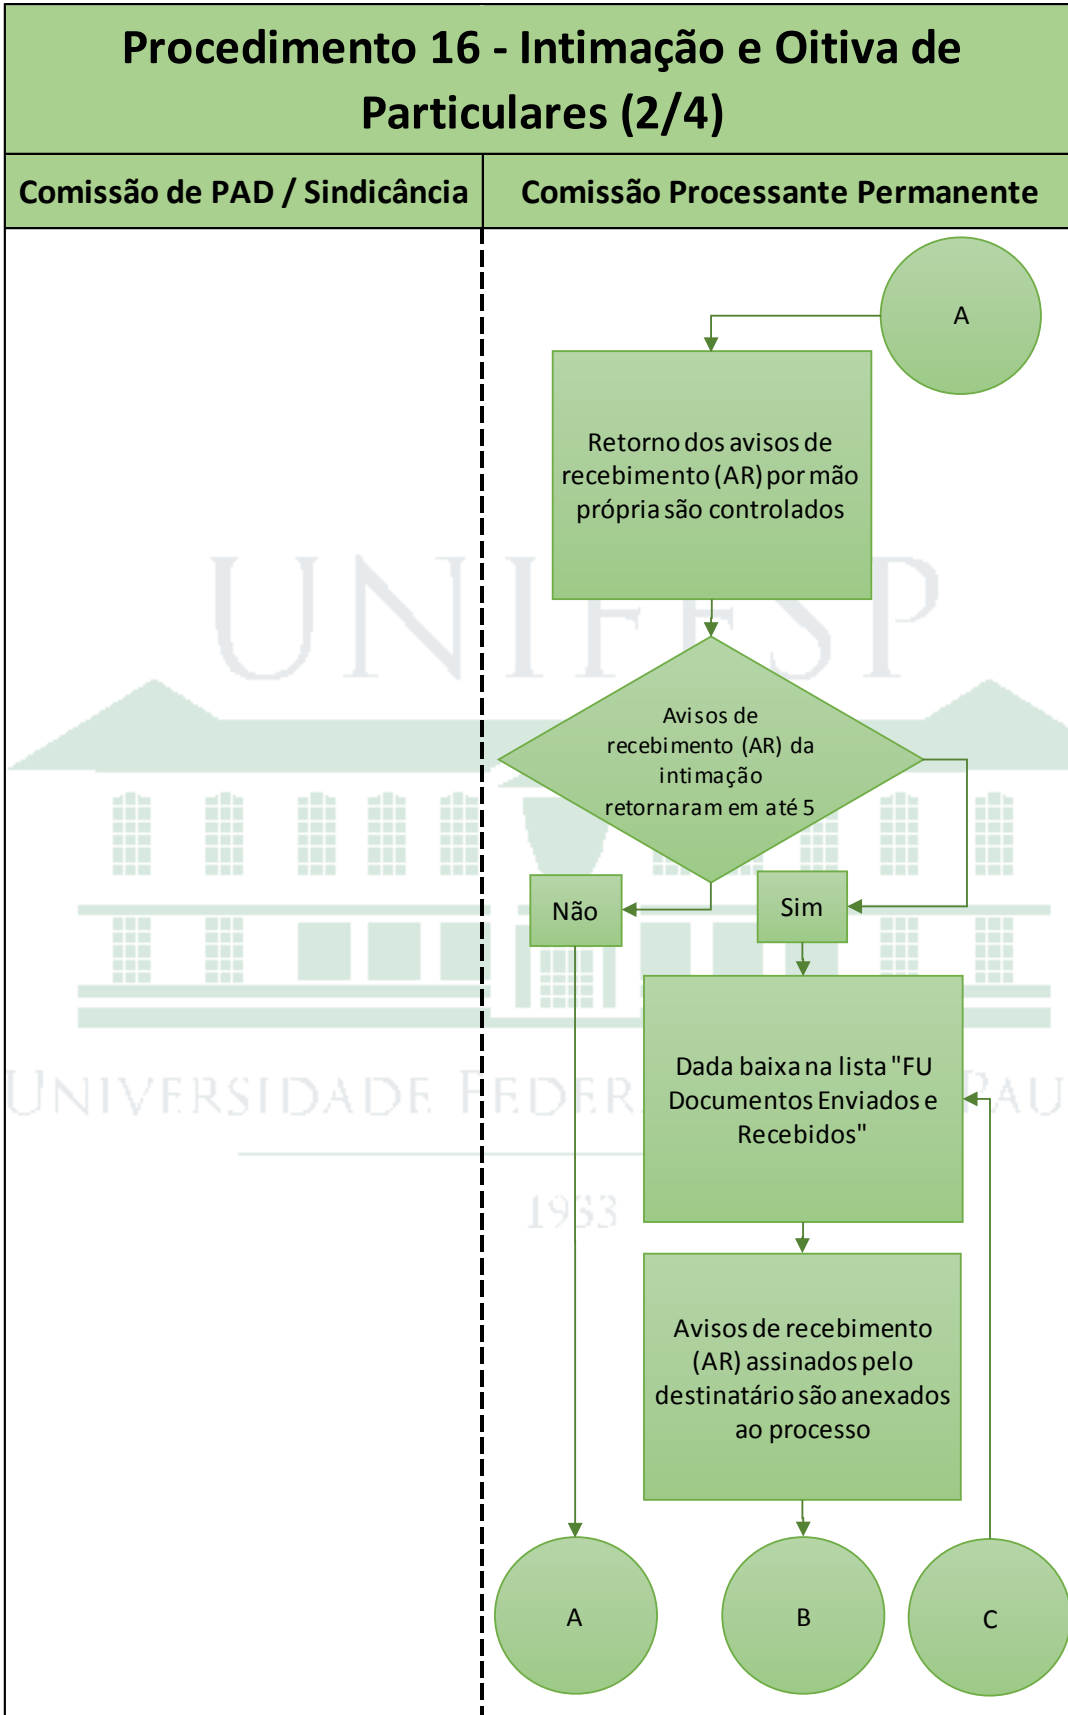 Procedimento 16 - Intimação e Oitiva de
Particulares (2/4)
Comissão de PAD / Sindicância
Comissão Processante Permanente
A
Retorno dos avisos de
recebimento (AR) por mão
própria são controlados
UNIFESP
Avisos de
recebimento (AR) da
intimação
retornaram em até 5
Não
Sim
Dada baixa na lista "FU
Documentos Enviados e
Recebidos"
UNIVERSIDADE FEDER PAU
1933
Avisos de recebimento
(AR) assinados pelo
destinatário são anexados
ao processo
A
B
C